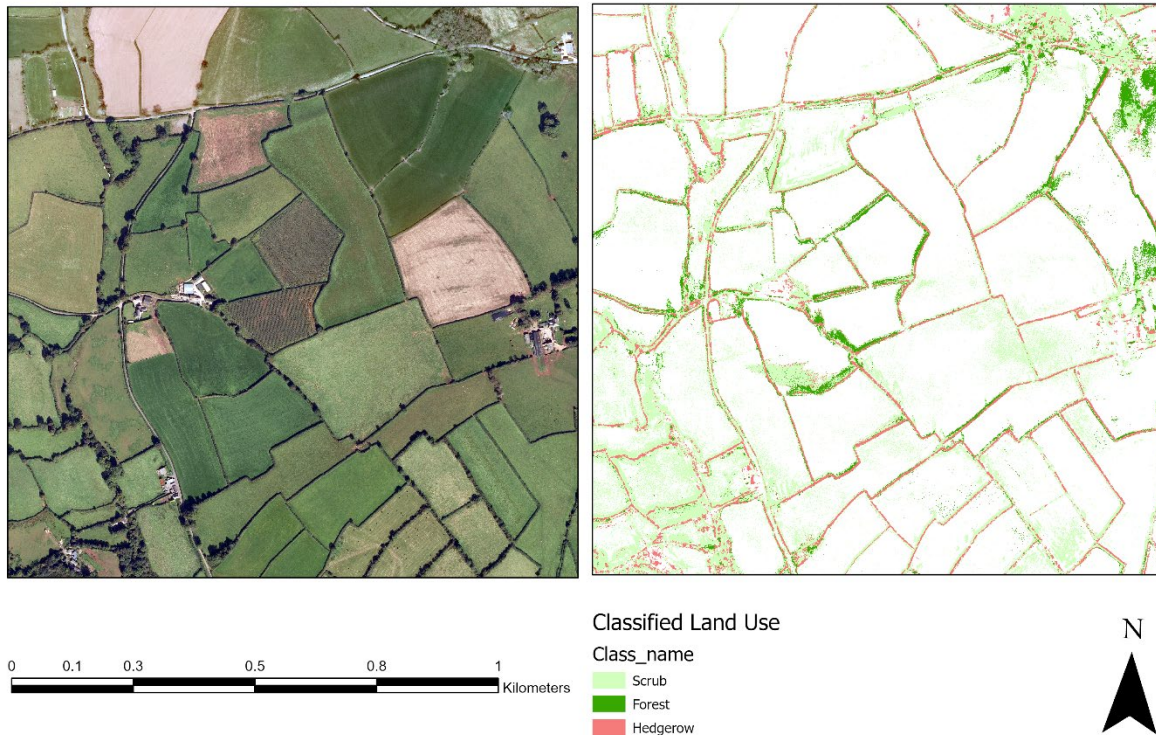 0 0.1 0.3 0.5 0.8 1
Kilometers
Classified Land Use
Class_name
Scrub
Forest
Hedgerow
N